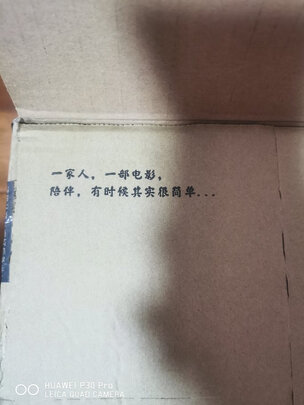 一家人，一部电影，
陪伴，有时候其实很简单...
HUAWEI P30 Pro
LEICA QUAD CAMERA